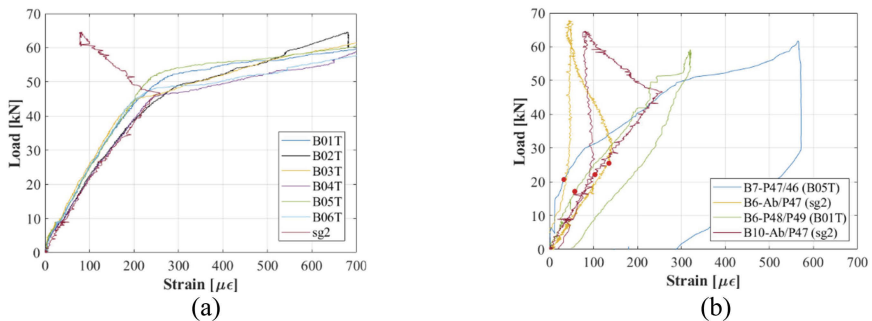 (a)
70
60
50
40
30
20
10
0
Load [kN]
0 100 200 300 400 500 600 700
Strain [με]
B01T
B02T
B03T
B04T
B05T
B06T
sg2
(a)
(b)
70
60
50
40
30
20
10
0
Load [kN]
0 100 200 300 400 500 600 700
Strain [με]
B7-P47/46 (B05T)
B6-Ab/P47 (sg2)
B6-P48/P49 (B01T)
B10-Ab/P47 (sg2)
(b)